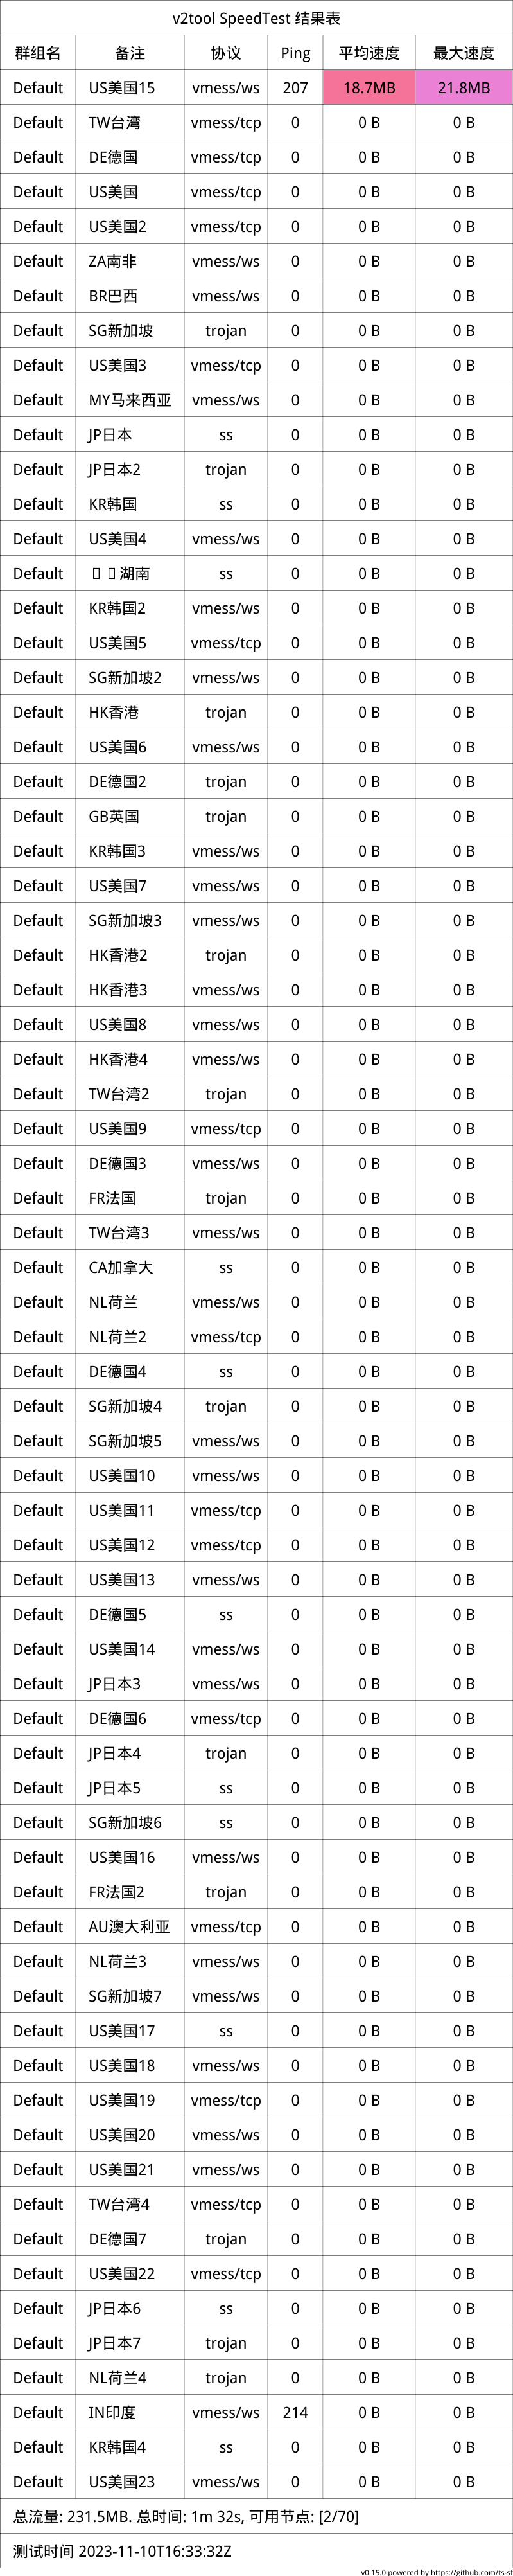 v2tool SpeedTest 结果表
群组名 备注 协议 Ping 平均速度 最大速度
Default US美国15 vmess/ws 207 18.7MB 21.8MB
Default TW台湾 vmess/tcp 0 0 B 0 B
Default DE德国 vmess/tcp 0 0 B 0 B
Default US美国 vmess/tcp 0 0 B 0 B
Default US美国2 vmess/tcp 0 0 B 0 B
Default ZA南非 vmess/ws 0 0 B 0 B
Default BR巴西 vmess/ws 0 0 B 0 B
Default SG新加坡 trojan 0 0 B 0 B
Default US美国3 vmess/tcp 0 0 B 0 B
Default MY马来西亚 vmess/ws 0 0 B 0 B
Default JP日本 ss 0 0 B 0 B
Default JP日本2 trojan 0 0 B 0 B
Default KR韩国 ss 0 0 B 0 B
Default US美国4 vmess/ws 0 0 B 0 B
Default 湖南 ss 0 0 B 0 B
Default KR韩国2 vmess/ws 0 0 B 0 B
Default US美国5 vmess/tcp 0 0 B 0 B
Default SG新加坡2 vmess/ws 0 0 B 0 B
Default HK香港 trojan 0 0 B 0 B
Default US美国6 vmess/ws 0 0 B 0 B
Default DE德国2 trojan 0 0 B 0 B
Default GB英国 trojan 0 0 B 0 B
Default KR韩国3 vmess/ws 0 0 B 0 B
Default US美国7 vmess/ws 0 0 B 0 B
Default SG新加坡3 vmess/ws 0 0 B 0 B
Default HK香港2 trojan 0 0 B 0 B
Default HK香港3 vmess/ws 0 0 B 0 B
Default US美国8 vmess/ws 0 0 B 0 B
Default HK香港4 vmess/ws 0 0 B 0 B
Default TW台湾2 trojan 0 0 B 0 B
Default US美国9 vmess/tcp 0 0 B 0 B
Default DE德国3 vmess/ws 0 0 B 0 B
Default FR法国 trojan 0 0 B 0 B
Default TW台湾3 vmess/ws 0 0 B 0 B
Default CA加拿大 ss 0 0 B 0 B
Default NL荷兰 vmess/ws 0 0 B 0 B
Default NL荷兰2 vmess/tcp 0 0 B 0 B
Default DE德国4 ss 0 0 B 0 B
Default SG新加坡4 trojan 0 0 B 0 B
Default SG新加坡5 vmess/ws 0 0 B 0 B
Default US美国10 vmess/ws 0 0 B 0 B
Default US美国11 vmess/tcp 0 0 B 0 B
Default US美国12 vmess/tcp 0 0 B 0 B
Default US美国13 vmess/ws 0 0 B 0 B
Default DE德国5 ss 0 0 B 0 B
Default US美国14 vmess/ws 0 0 B 0 B
Default JP日本3 vmess/ws 0 0 B 0 B
Default DE德国6 vmess/tcp 0 0 B 0 B
Default JP日本4 trojan 0 0 B 0 B
Default JP日本5 ss 0 0 B 0 B
Default SG新加坡6 ss 0 0 B 0 B
Default US美国16 vmess/ws 0 0 B 0 B
Default FR法国2 trojan 0 0 B 0 B
Default AU澳大利亚 vmess/tcp 0 0 B 0 B
Default NL荷兰3 vmess/ws 0 0 B 0 B
Default SG新加坡7 vmess/ws 0 0 B 0 B
Default US美国17 ss 0 0 B 0 B
Default US美国18 vmess/ws 0 0 B 0 B
Default US美国19 vmess/tcp 0 0 B 0 B
Default US美国20 vmess/ws 0 0 B 0 B
Default US美国21 vmess/ws 0 0 B 0 B
Default TW台湾4 vmess/tcp 0 0 B 0 B
Default DE德国7 trojan 0 0 B 0 B
Default US美国22 vmess/tcp 0 0 B 0 B
Default JP日本6 ss 0 0 B 0 B
Default JP日本7 trojan 0 0 B 0 B
Default NL荷兰4 trojan 0 0 B 0 B
Default IN印度 vmess/ws 214 0 B 0 B
Default KR韩国4 ss 0 0 B 0 B
Default US美国23 vmess/ws 0 0 B 0 B
总流量: 231.5MB. 总时间: 1m 32s, 可用节点: [2/70]
测试时间 2023-11-10T16:33:32Z
v0.15.0 powered by https://github.com/ts-sf